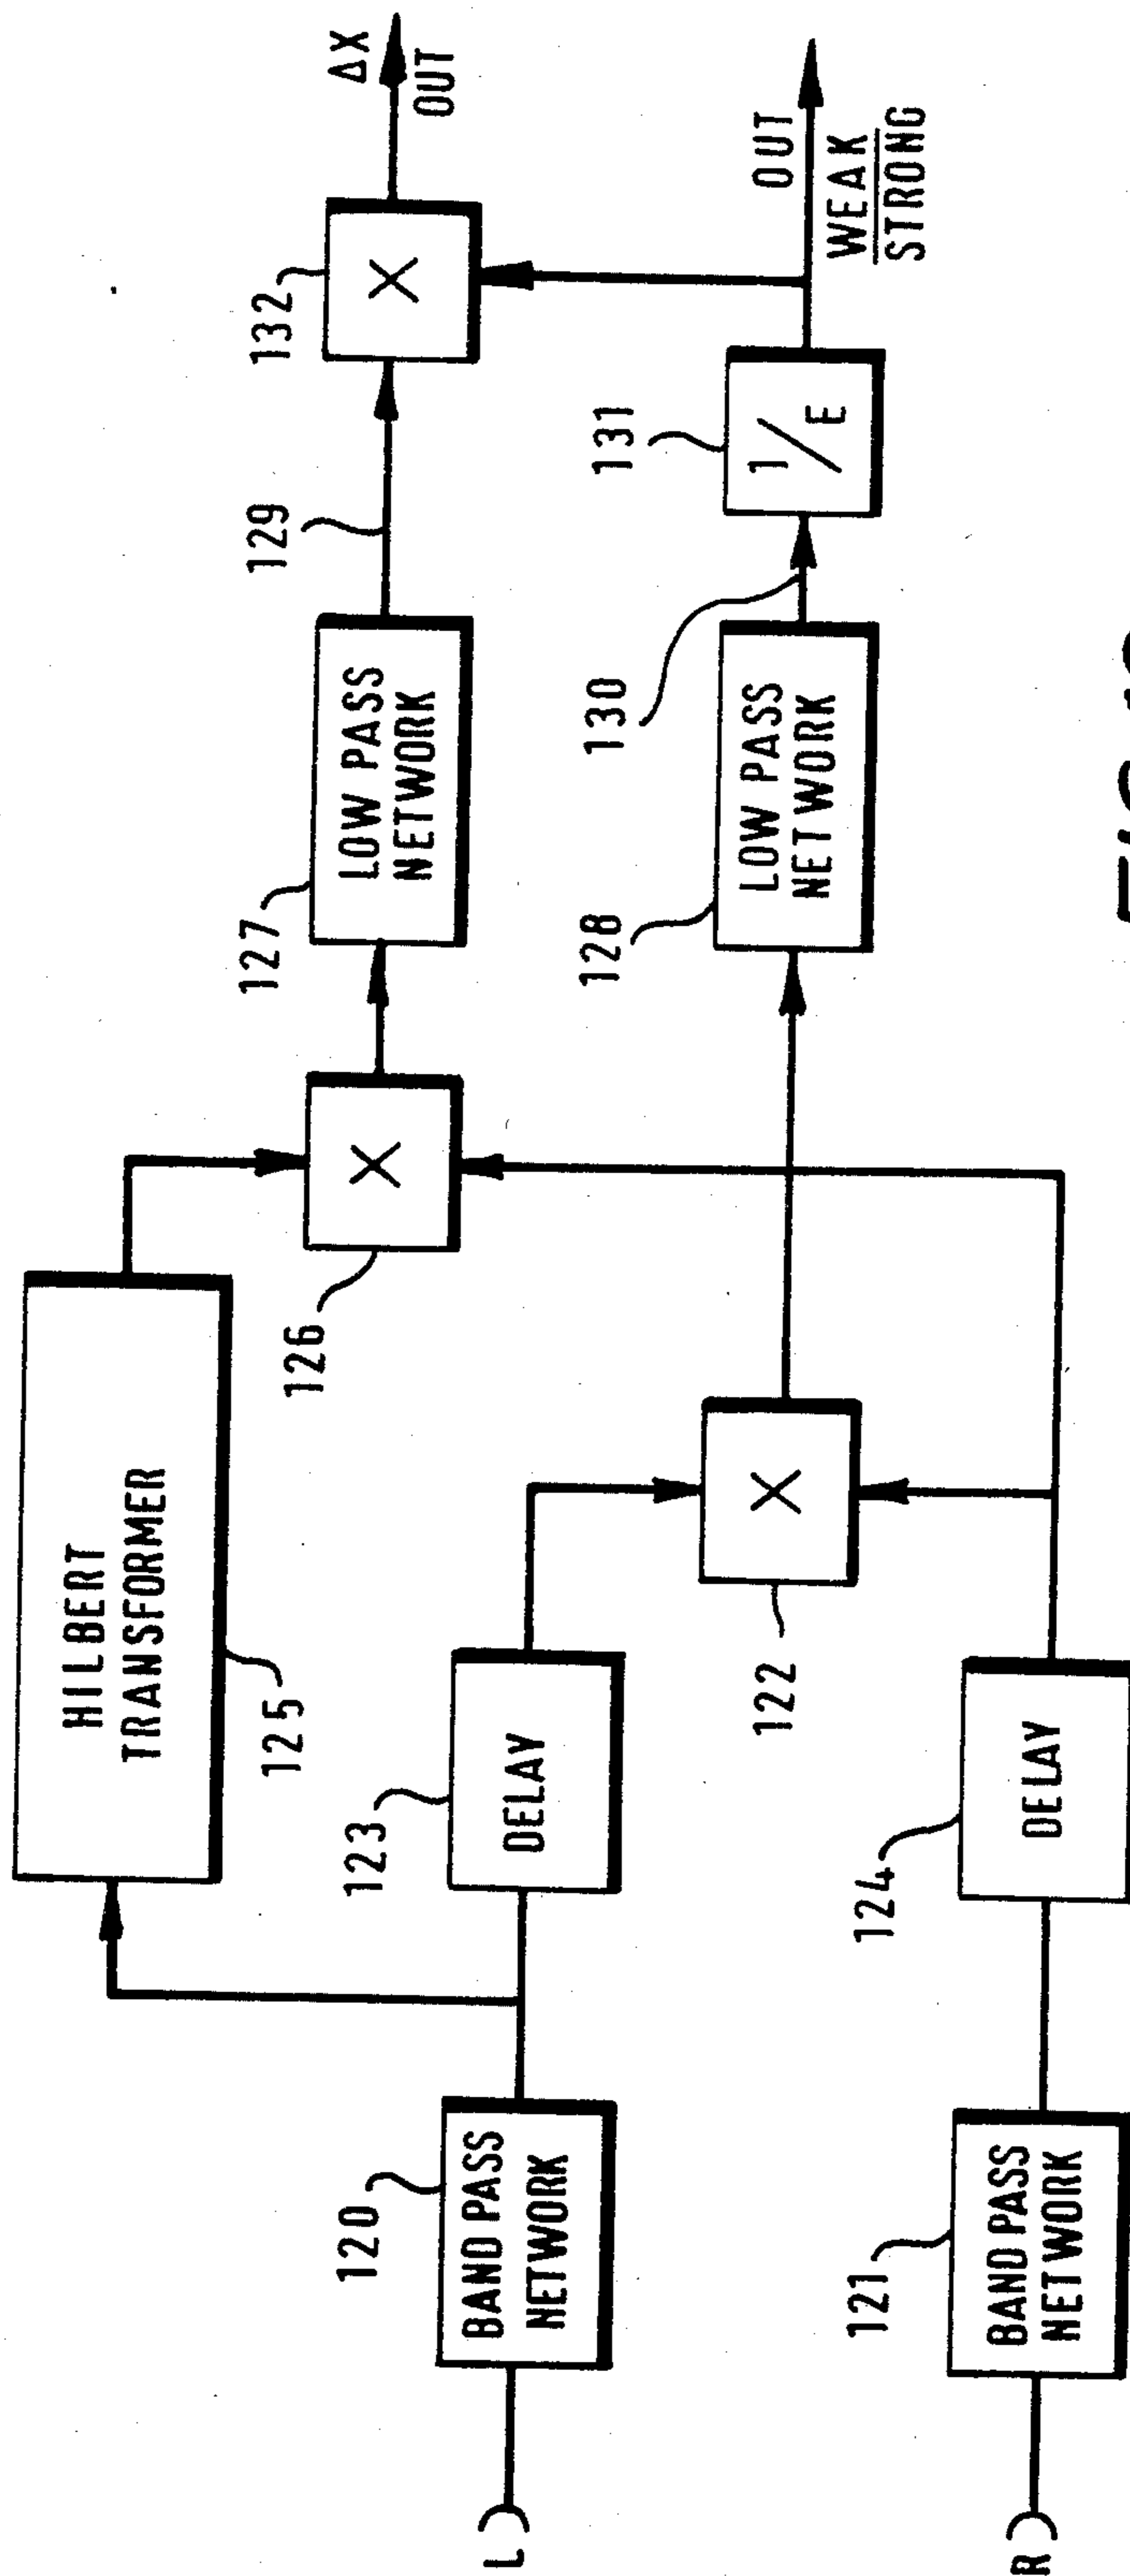 L
R
120
BAND PASS
NETWORK
121
BAND PASS
NETWORK
HILBERT
TRANSFORMER
125
123
DELAY
124
DELAY
122
X
126
X
127
LOW PASS
NETWORK
128
LOW PASS
NETWORK
129
130
131
1/E
132
X
ΔX
OUT
OUT
WEAK
STRONG